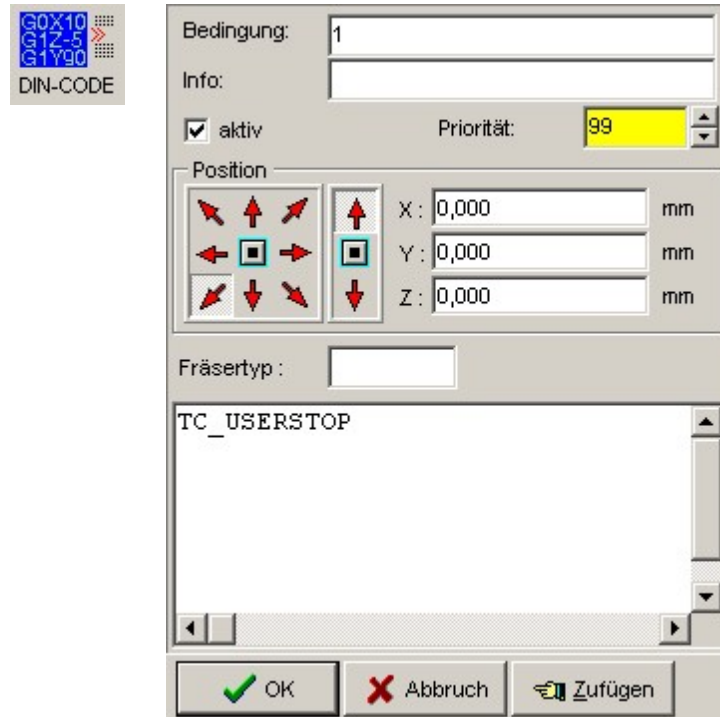 G0X10
G1Z-5
G1Y90
DIN-CODE
Bedingung: 1
Info:
aktiv Priorität: 99
Position
X : 0,000 mm
Y : 0,000 mm
Z : 0,000 mm
Fräsertyp :
TC_USERSTOP
OK Abbruch Zufügen